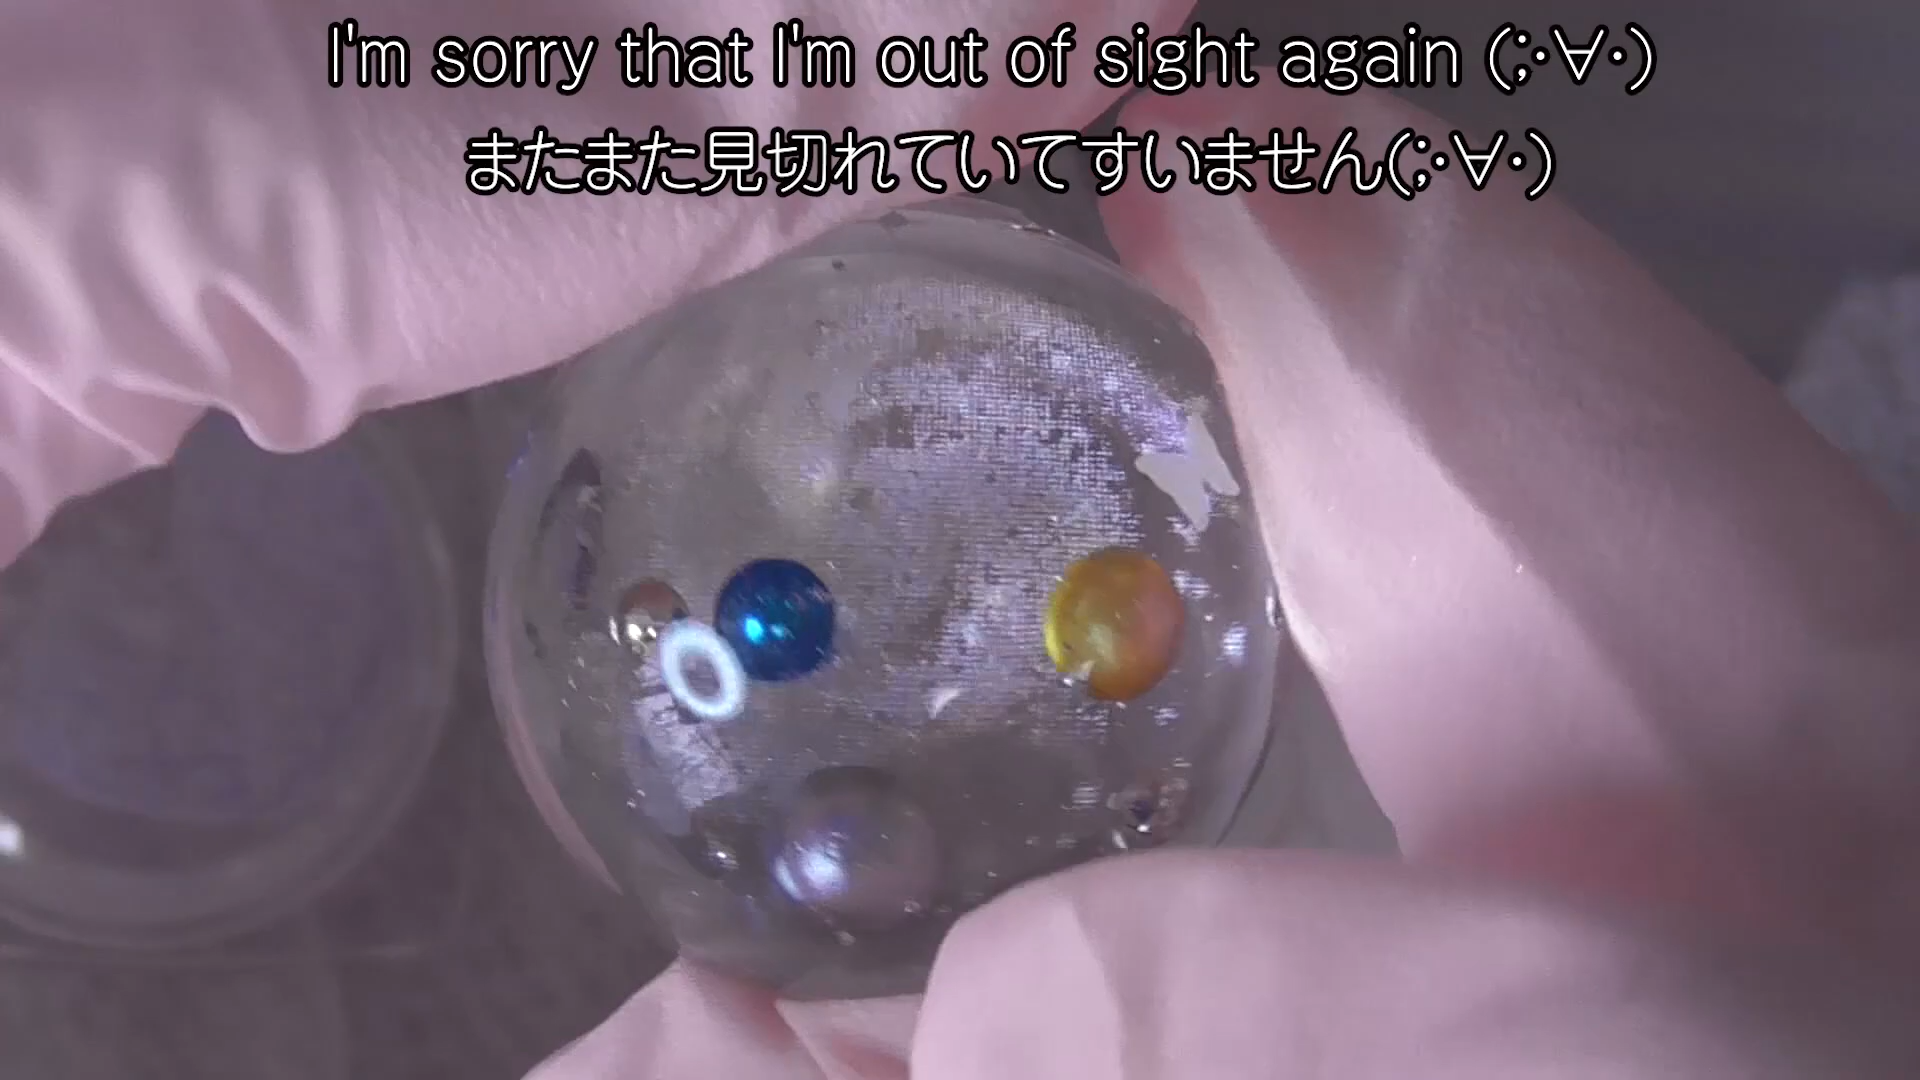 I'm sorry that I'm out of sight again (;·∀·)
またまた見切れていてすいません(;·∀·)